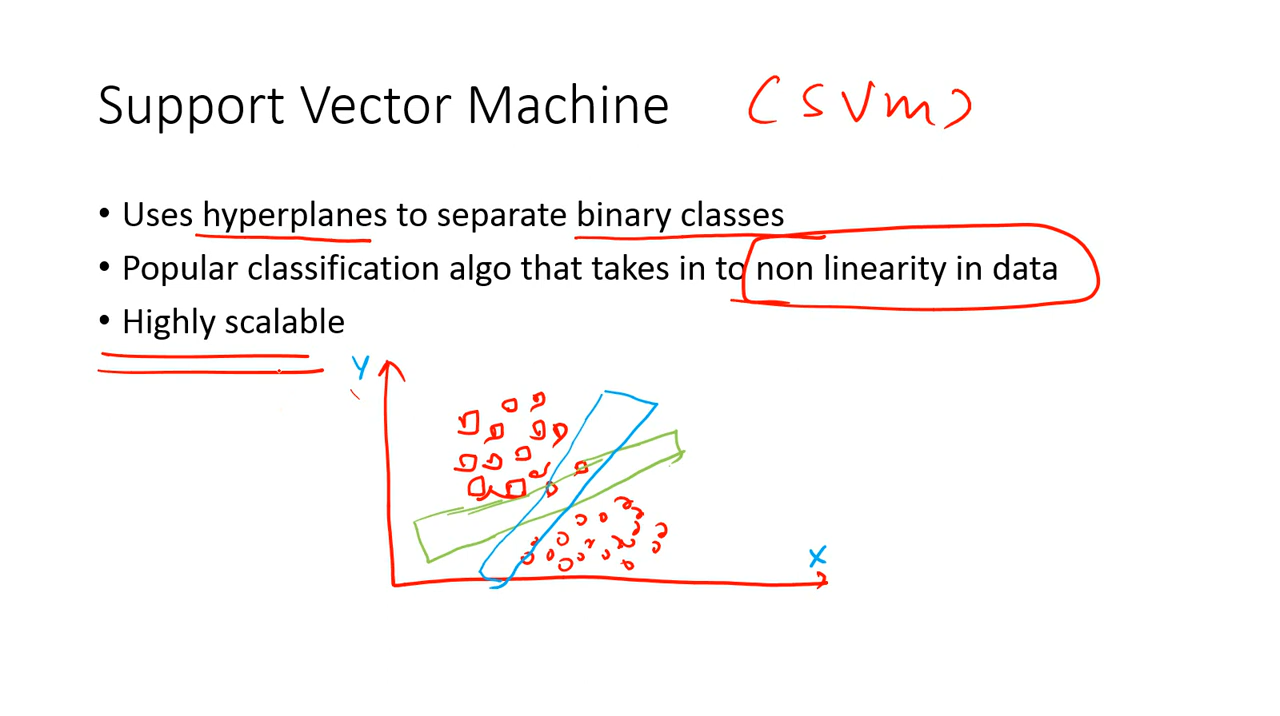 Support Vector Machine (SVM)
• Uses hyperplanes to separate binary classes
• Popular classification algo that takes in to non linearity in data
• Highly scalable
Y
X